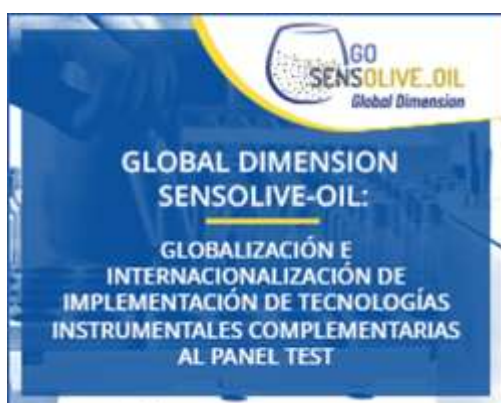 GO
SENSOLIVE_OIL
Global Dimension
GLOBAL DIMENSION
SENSOLIVE-OIL:
GLOBALIZACIÓN E
INTERNACIONALIZACIÓN DE
IMPLEMENTACIÓN DE TECNOLOGÍAS
INSTRUMENTALES COMPLEMENTARIAS
AL PANEL TEST